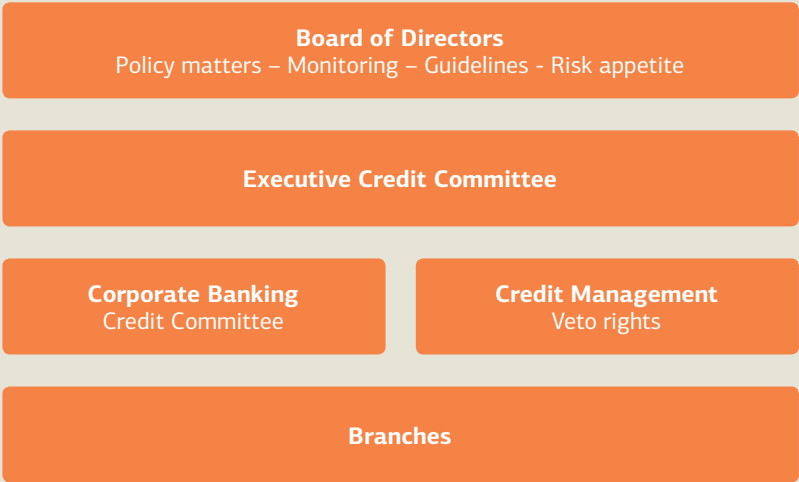 Board of Directors
Policy matters – Monitoring – Guidelines - Risk appetite
Executive Credit Committee
Corporate Banking
Credit Committee
Credit Management
Veto rights
Branches